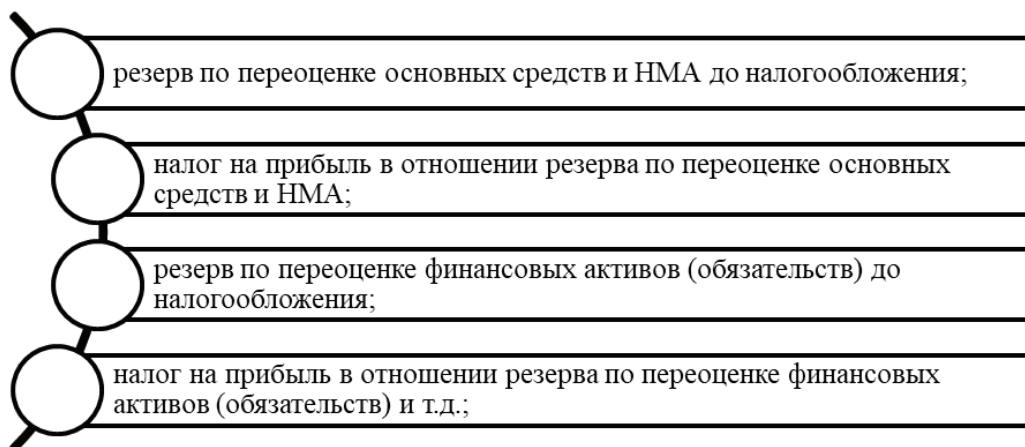 резерв по переоценке основных средств и НМА до налогообложения;
налог на прибыль в отношении резерва по переоценке основных
средств и НМА;
резерв по переоценке финансовых активов (обязательств) до
налогообложения;
налог на прибыль в отношении резерва по переоценке финансовых
активов (обязательств) и т.д.;